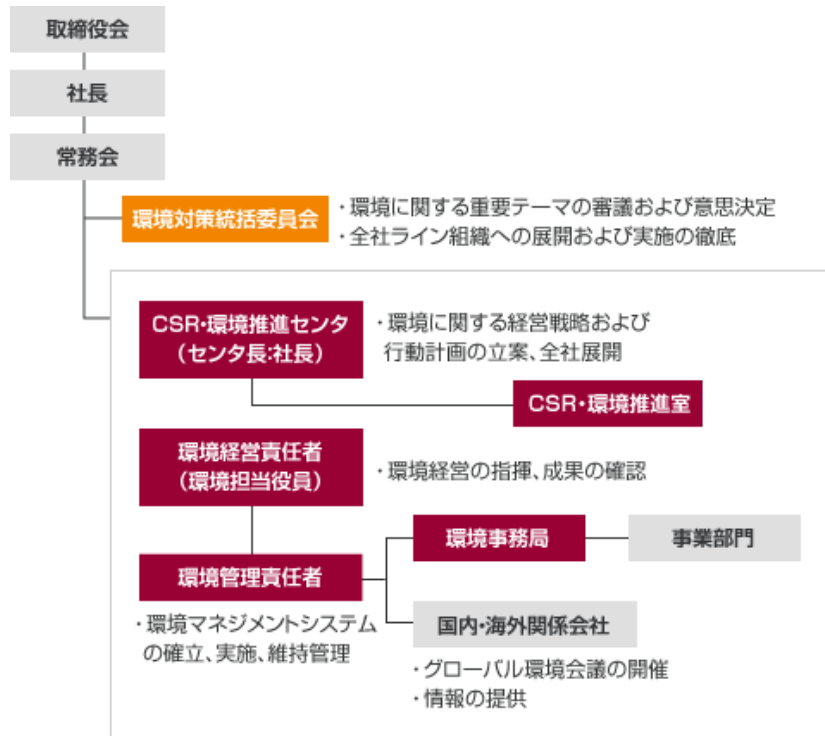 取締役会
社長
常務会
環境対策統括委員会
・環境に関する重要テーマの審議および意思決定
・全社ライン組織への展開および実施の徹底
CSR・環境推進センタ
（センタ長:社長）
・環境に関する経営戦略および
行動計画の立案、全社展開
CSR・環境推進室
環境経営責任者
（環境担当役員）
・環境経営の指揮、成果の確認
環境事務局
事業部門
環境管理責任者
・環境マネジメントシステム
の確立、実施、維持管理
国内・海外関係会社
・グローバル環境会議の開催
・情報の提供